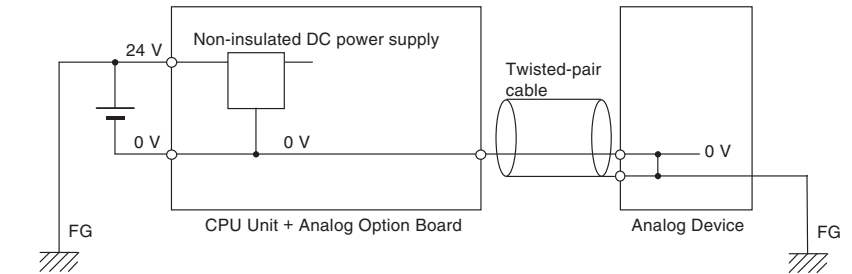 Non-insulated DC power supply
24 V
Twisted-pair
cable
0 V
0 V
0 V
CPU Unit + Analog Option Board
Analog Device
FG
FG